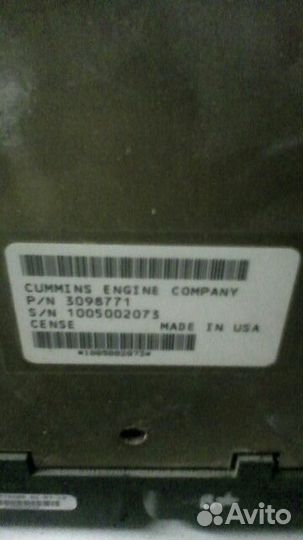 CUMMINS ENGINE COMPANY
P/N 3098771
S/N 1005002073
CENSE MADE IN USA
*1005002073*
Avito